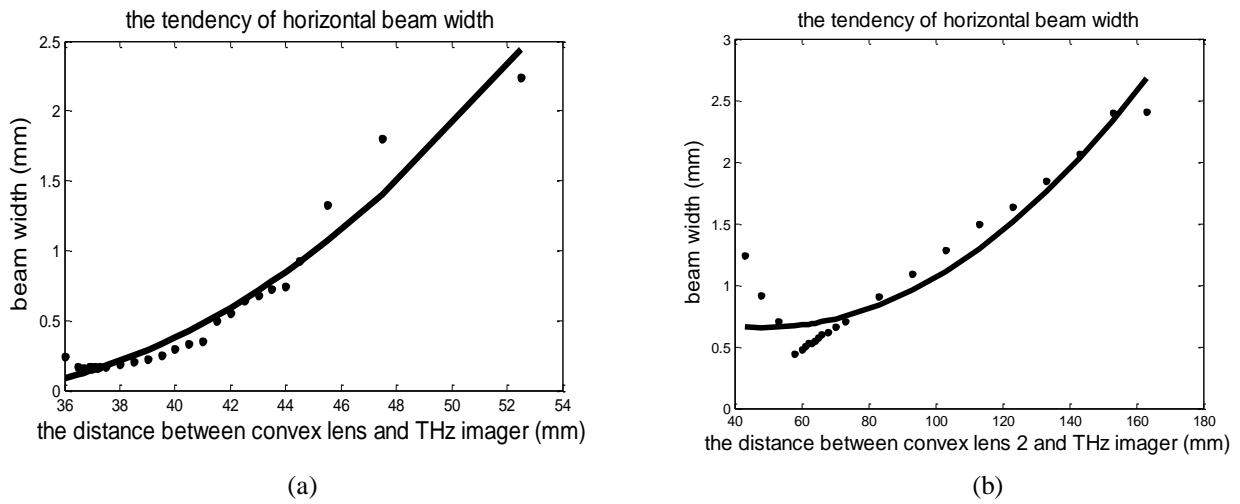 the tendency of horizontal beam width
2.5
2
1.5
1
0.5
0
36 38 40 42 44 46 48 50 52 54
beam width (mm)
the distance between convex lens and THz imager (mm)
(a)
the tendency of horizontal beam width
3
2.5
2
1.5
1
0.5
0
40 60 80 100 120 140 160 180
beam width (mm)
the distance between convex lens 2 and THz imager (mm)
(b)